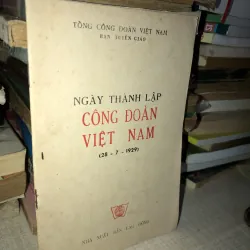 TỔNG CÔNG ĐOÀN VIỆT NAM
BAN TUYÊN GIÁO
NGÀY THÀNH LẬP
CÔNG ĐOÀN
VIỆT NAM
(28 - 7 - 1929)
NHÀ XUẤT BẢN LAO ĐỘNG